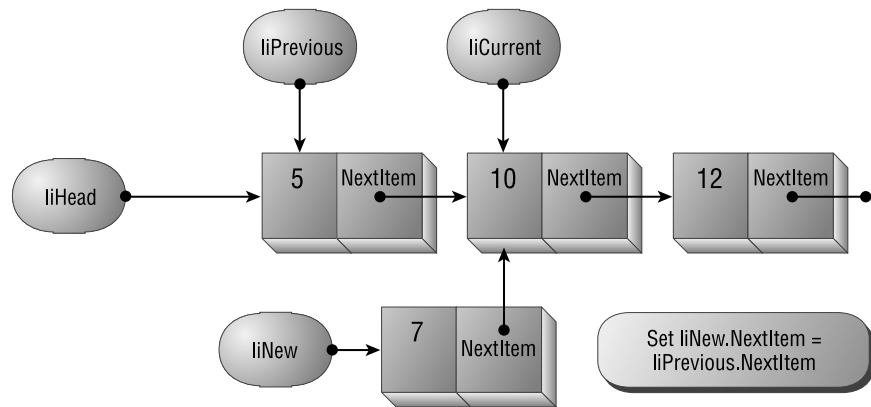 liPrevious
liCurrent
liHead
5 NextItem
10 NextItem
12 NextItem
liNew
7 NextItem
Set liNew.NextItem =
liPrevious.NextItem